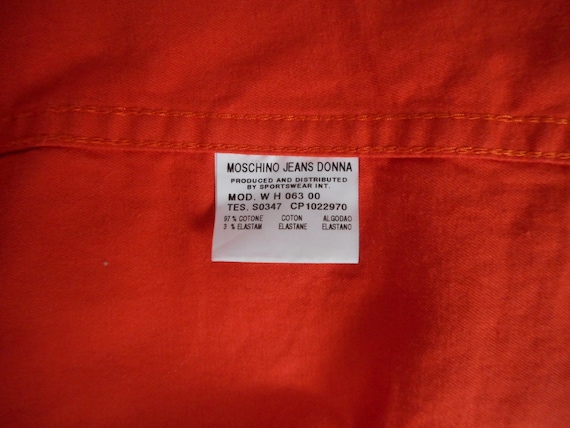 MOSCHINO JEANS DONNA
PRODUCED AND DISTRIBUTED
BY SPORTSWEAR INT.
MOD. W H 063 00
TES. S0347 CP1022970
97% COTONE COTON ALGODAO
3% ELASTAM ELASTANE ELASTANO